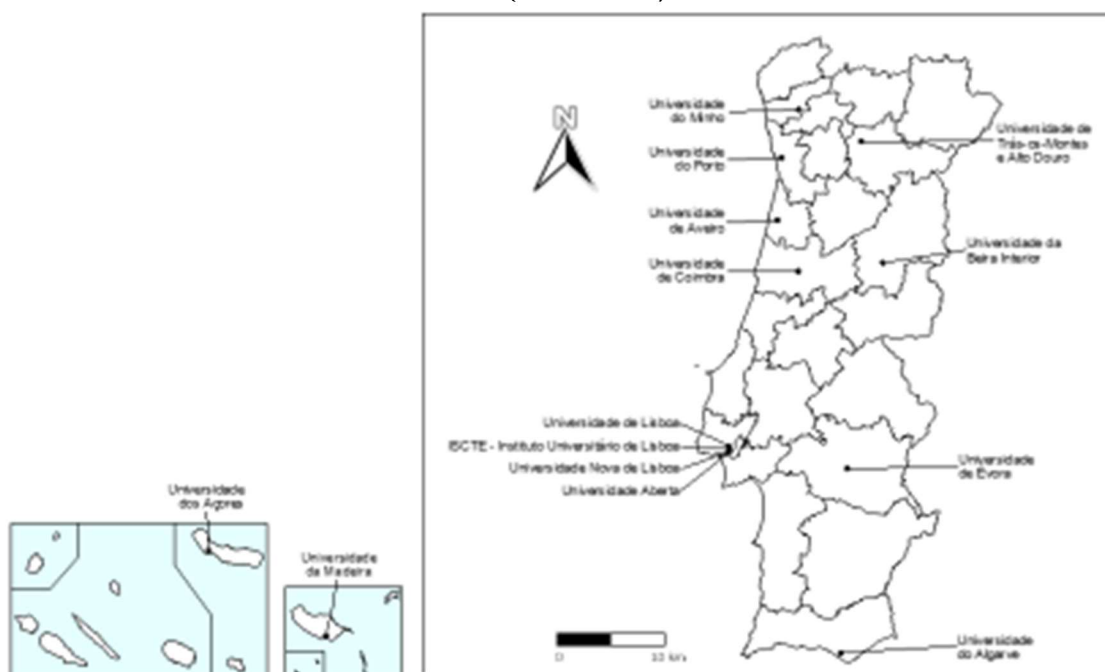 N
Universidade
do Minho
Universidade
do Porto
Universidade
de Aveiro
Universidade
de Coimbra
Universidade de
Trás-os-Montes
e Alto Douro
Universidade da
Beira Interior
Universidade de Lisboa
ISCTE - Instituto Universitário de Lisboa
Universidade Nova de Lisboa
Universidade Aberta
Universidade
de Évora
Universidade
dos Açores
Universidade
da Madeira
Universidade
do Algarve
0